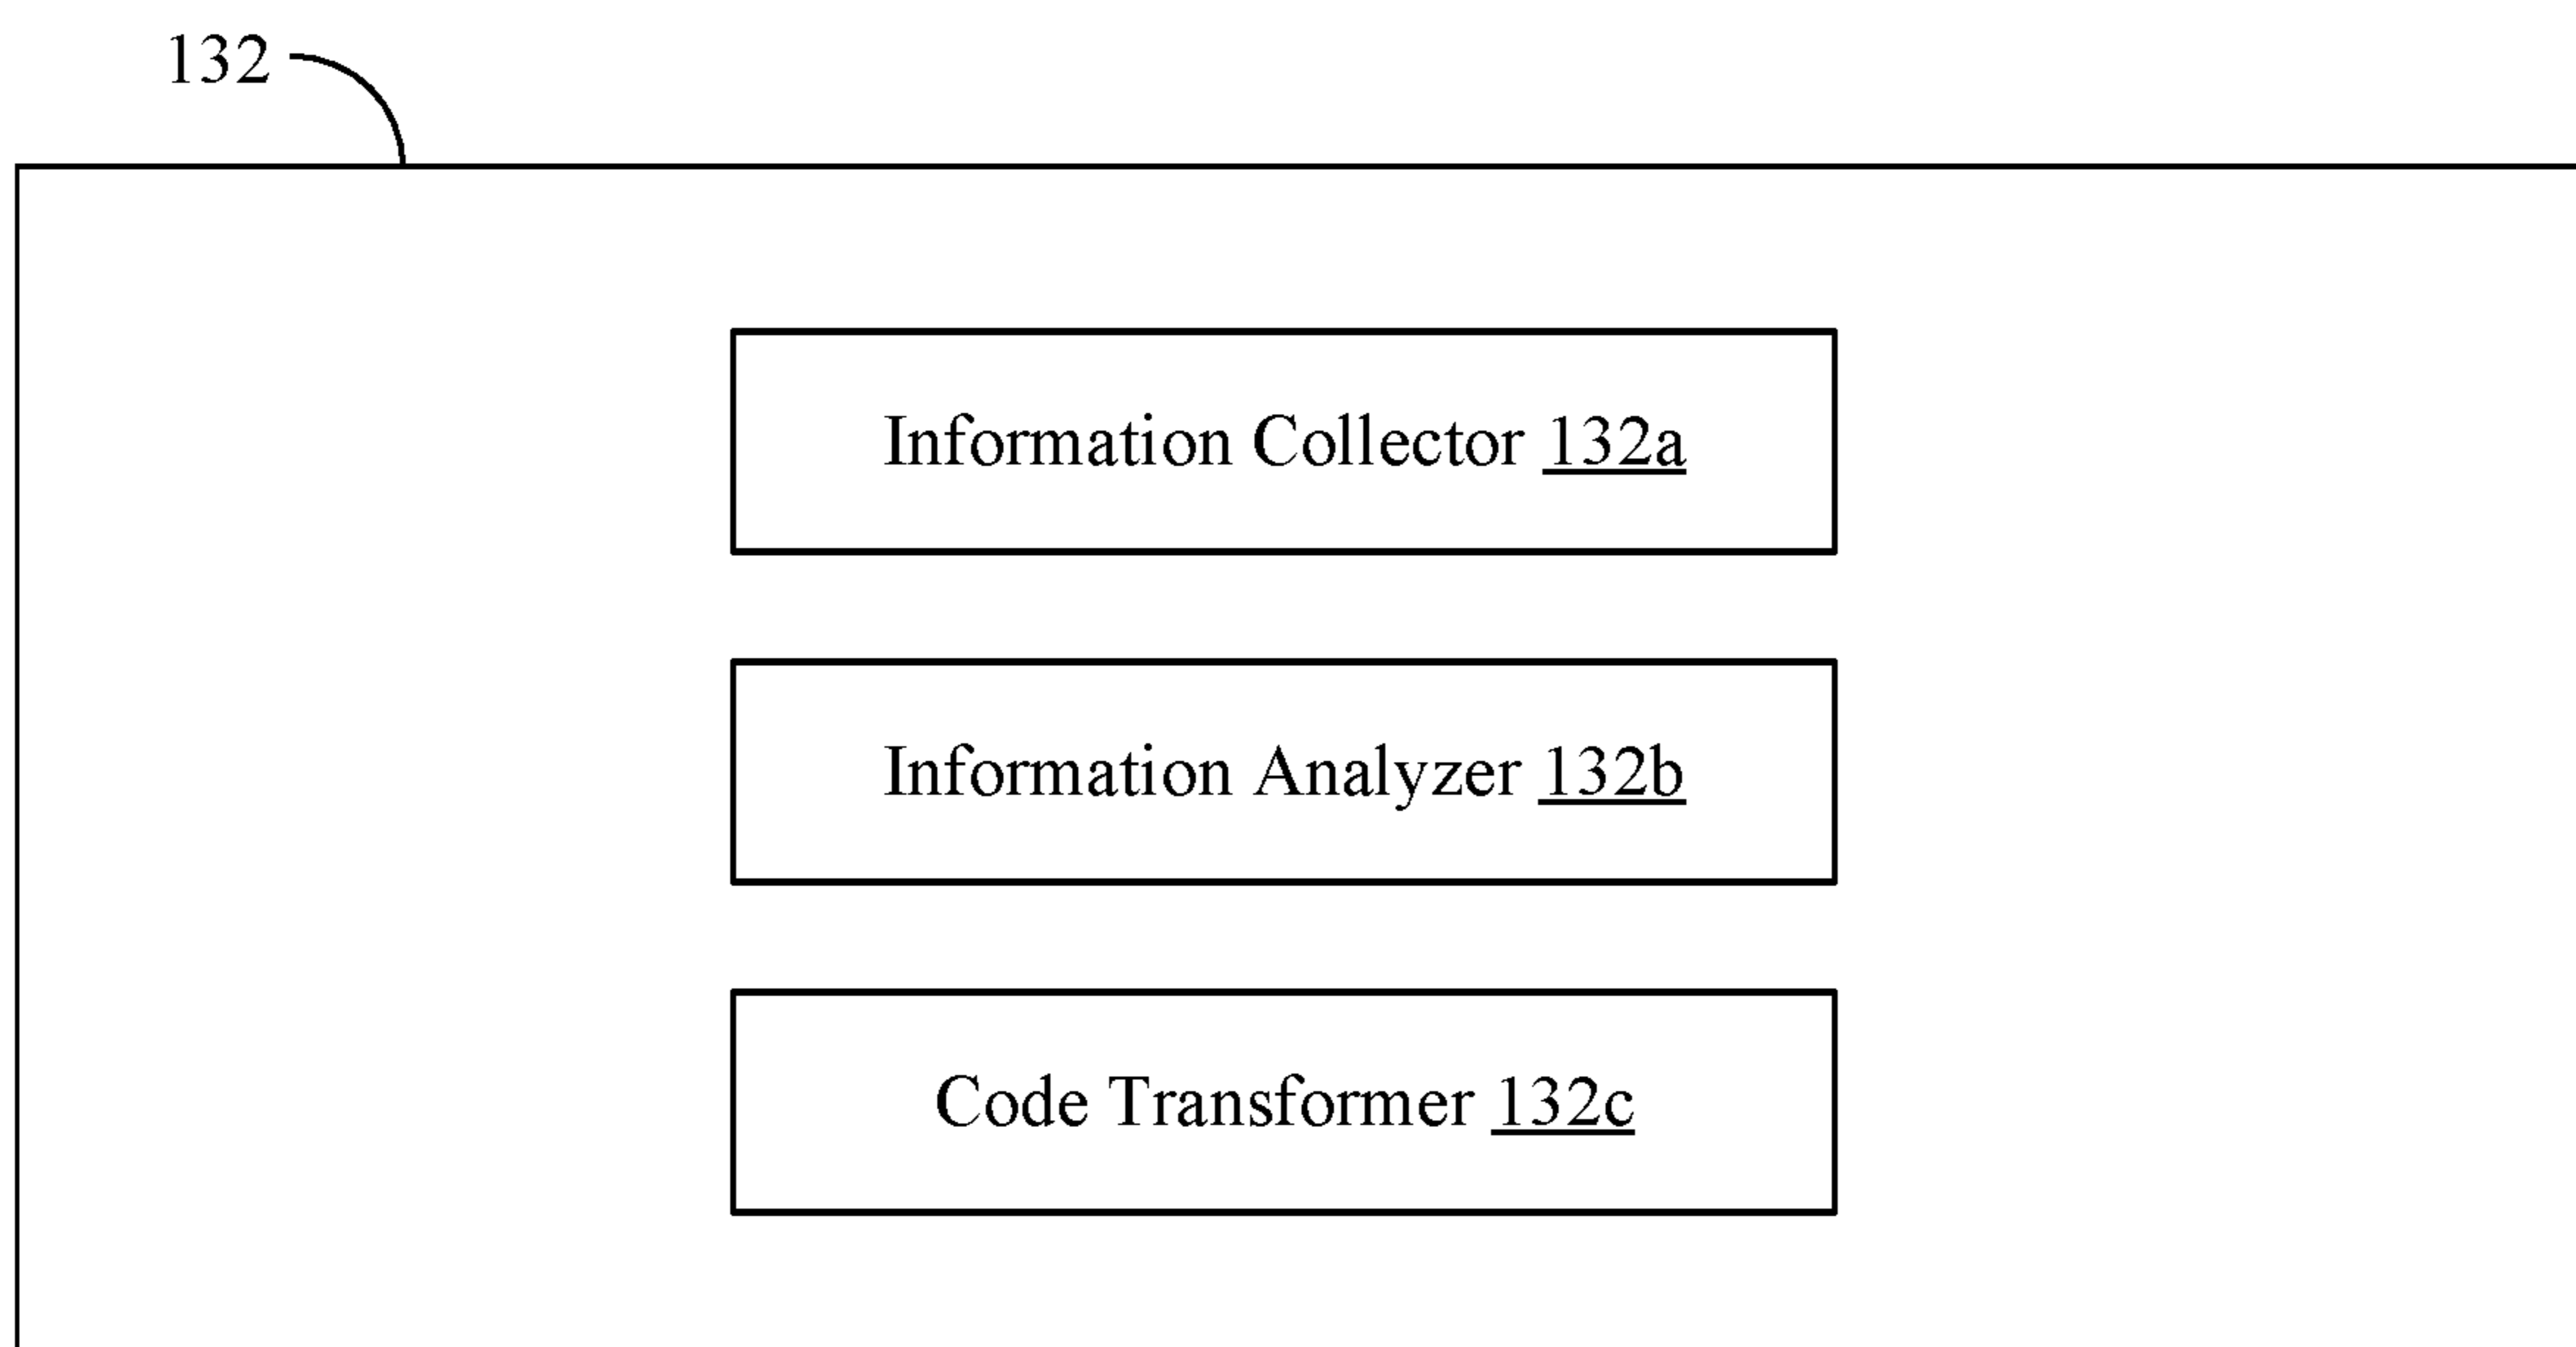 132
Information Collector 132a
Information Analyzer 132b
Code Transformer 132c